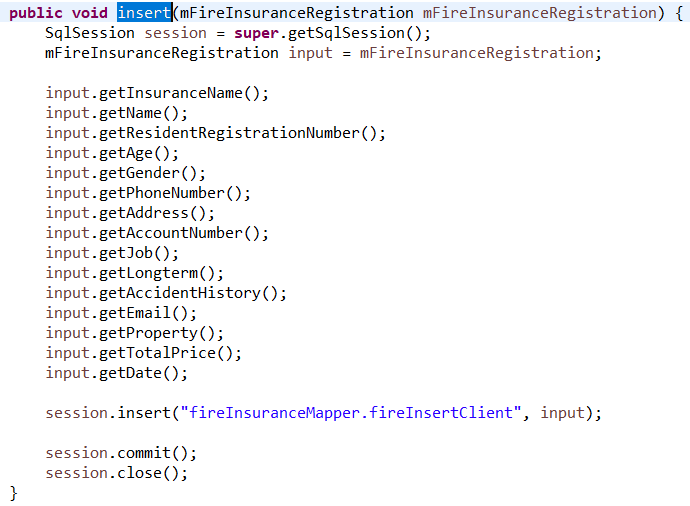 public void insert(mFireInsuranceRegistration mFireInsuranceRegistration) {
SqlSession session = super.getSqlSession();
mFireInsuranceRegistration input = mFireInsuranceRegistration;
input.getInsuranceName();
input.getName();
input.getResidentRegistrationNumber();
input.getAge();
input.getGender();
input.getPhoneNumber();
input.getAddress();
input.getAccountNumber();
input.getJob();
input.getLongterm();
input.getAccidentHistory();
input.getEmail();
input.getProperty();
input.getTotalPrice();
input.getDate();
session.insert("fireInsuranceMapper.fireInsertClient", input);
session.commit();
session.close();
}